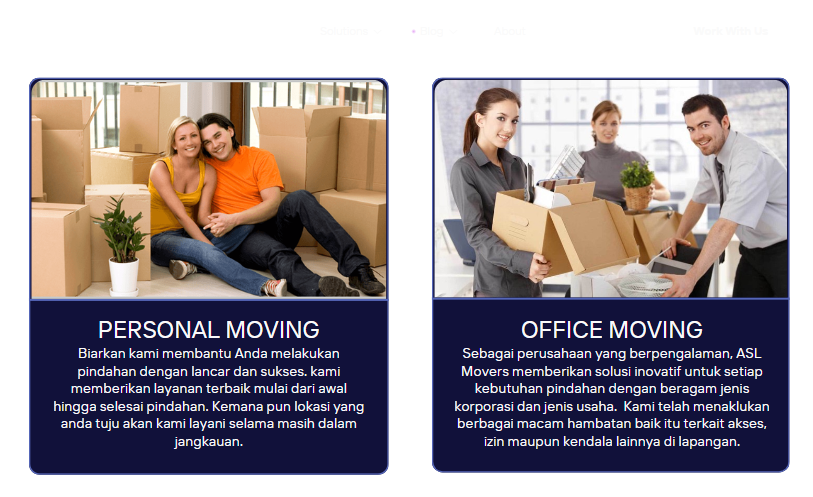 PERSONAL MOVING
Biarkan kami membantu Anda melakukan
pindahan dengan lancar dan sukses. kami
memberikan layanan terbaik mulai dari awal
hingga selesai pindahan. Kemana pun lokasi yang
anda tuju akan kami layani selama masih dalam
jangkauan.
OFFICE MOVING
Sebagai perusahaan yang berpengalaman, ASL
Movers memberikan solusi inovatif untuk setiap
kebutuhan pindahan dengan beragam jenis
korporasi dan jenis usaha. Kami telah menaklukan
berbagai macam hambatan baik itu terkait akses,
izin maupun kendala lainnya di lapangan.